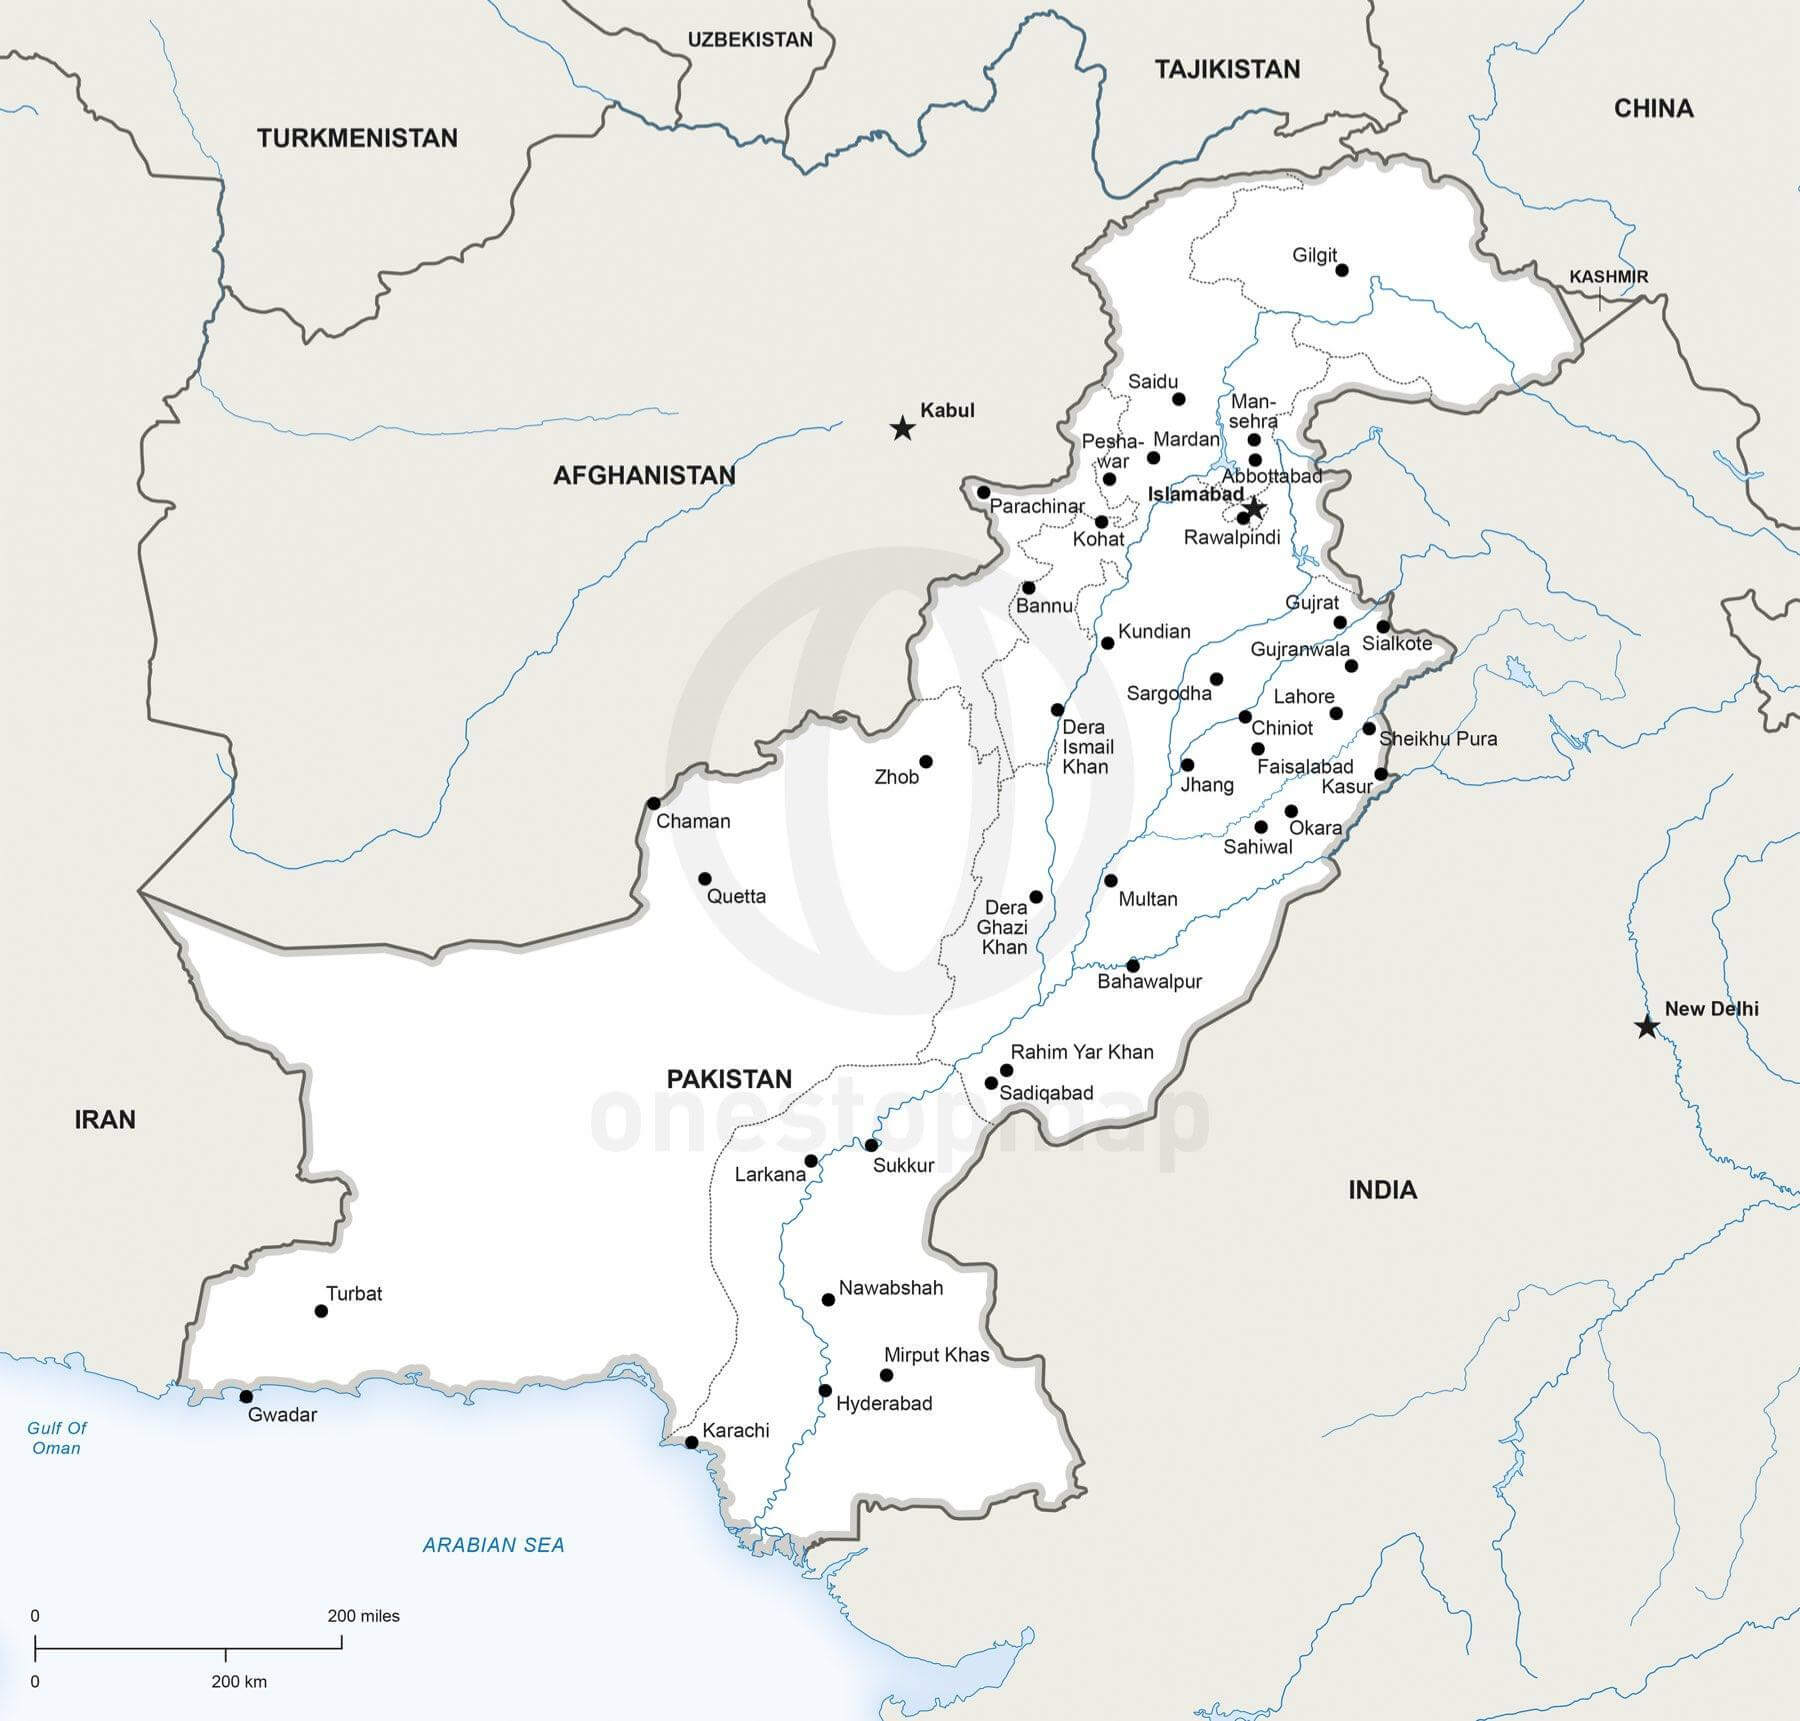 UZBEKISTAN
TAJIKISTAN
CHINA
TURKMENISTAN
Gilgit
KASHMIR
Saidu
Man-
sehra
Kabul
Pesha-
war
Mardan
AFGHANISTAN
Abbottabad
Islamabad
Parachinar
Kohat
Rawalpindi
Bannu
Gujrat
Kundian
Sialkote
Gujranwala
Sargodha
Lahore
Dera
Ismail
Khan
Chiniot
Sheikhu Pura
Zhob
Faisalabad
Jhang
Kasur
Chaman
Okara
Sahiwal
Quetta
Multan
Dera
Ghazi
Khan
Bahawalpur
New Delhi
Rahim Yar Khan
PAKISTAN
Sadiqabad
onestopmap
IRAN
Sukkur
Larkana
INDIA
Turbat
Nawabshah
Mirput Khas
Hyderabad
Gwadar
Karachi
Gulf Of
Oman
ARABIAN SEA
0
200 miles
0
200 km